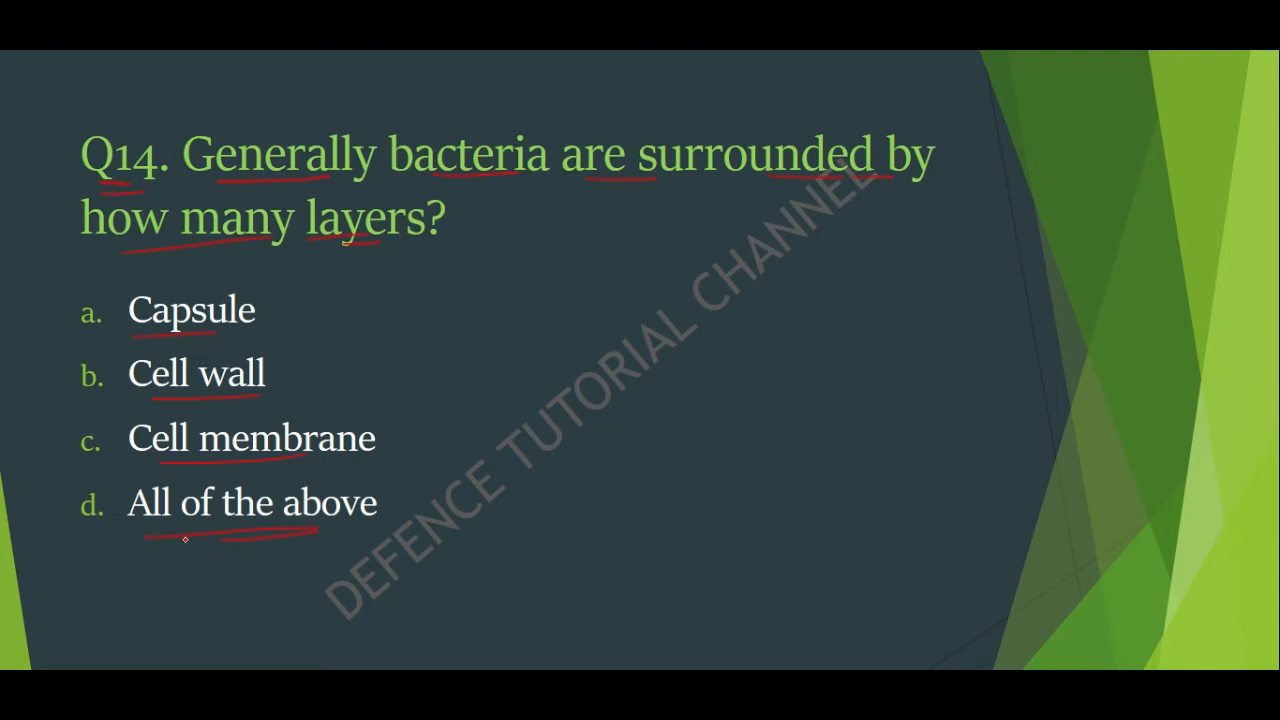 Q14. Generally bacteria are surrounded by
how many layers?
a. Capsule
b. Cell wall
c. Cell membrane
d. All of the above
DEFENCE TUTORIAL CHANNEL